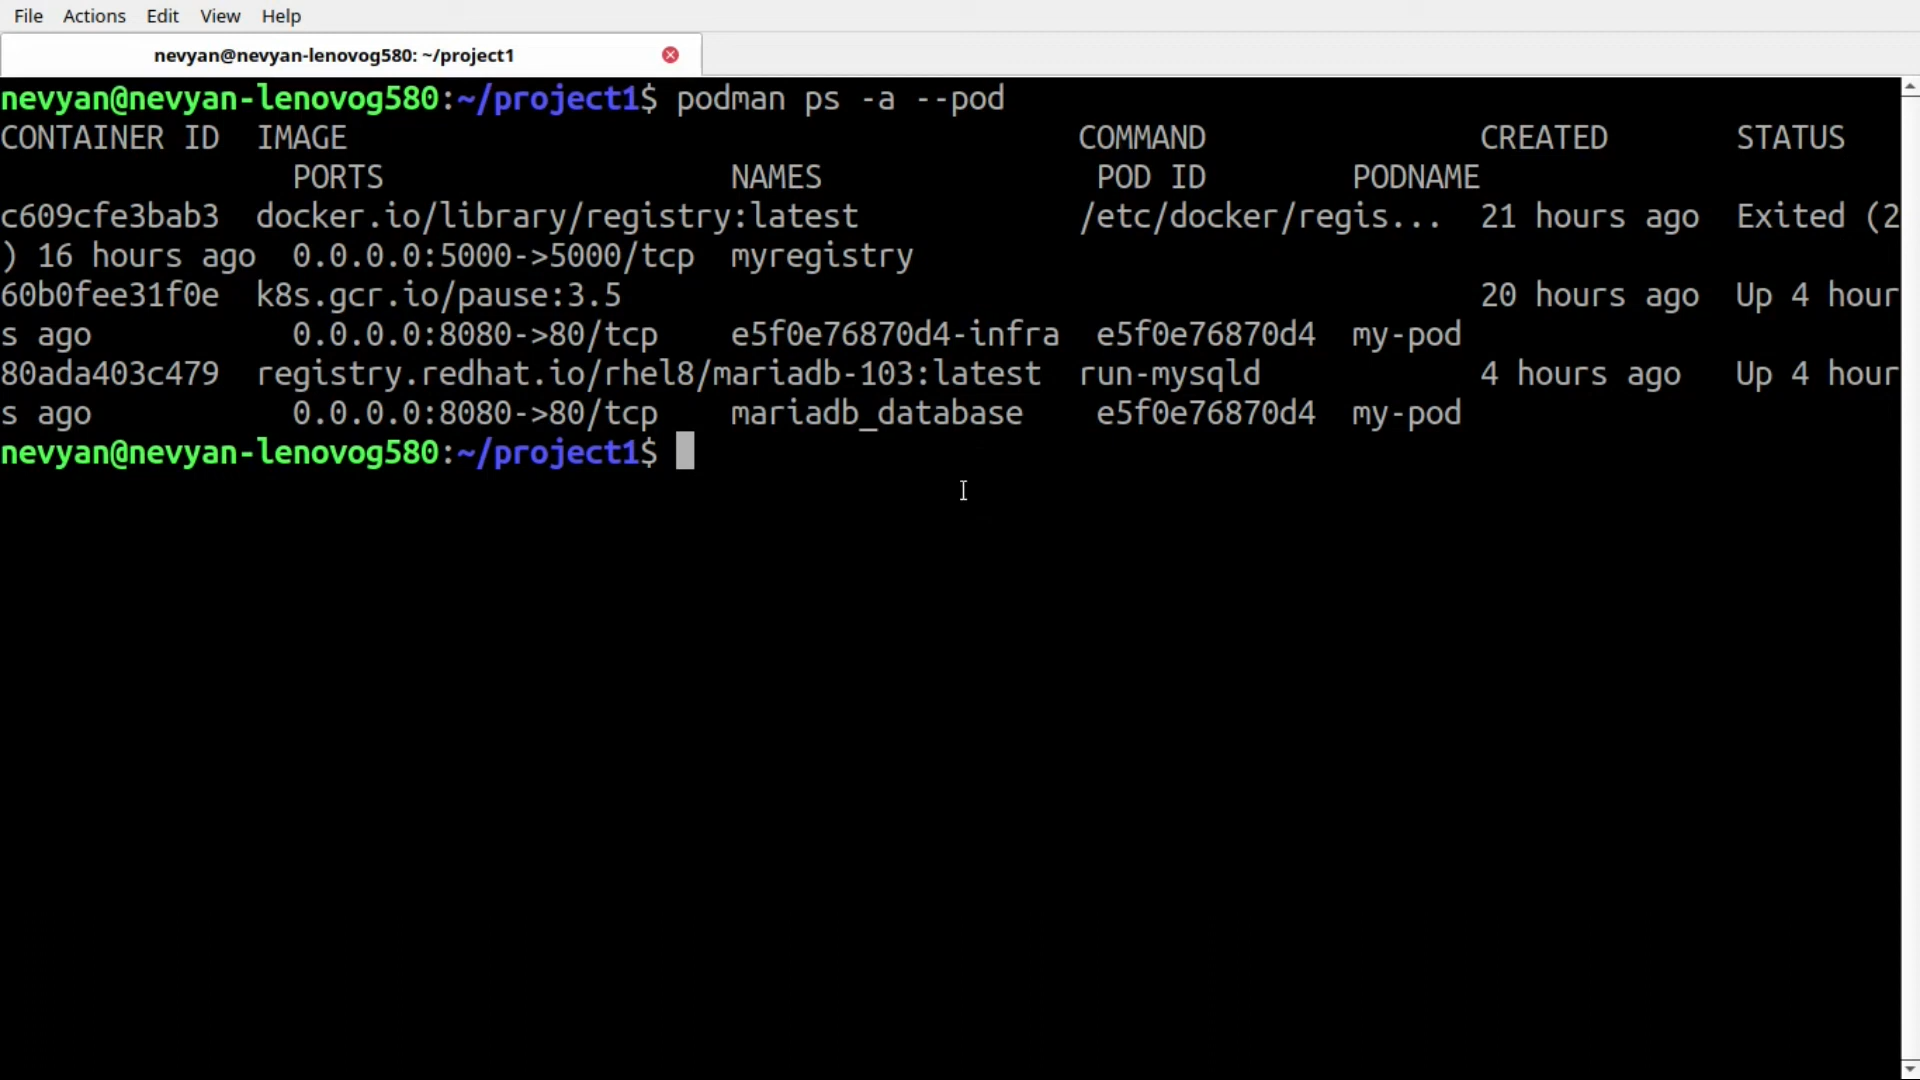 File Actions Edit View Help
nevyan@nevyan-lenovog580: ~/project1
nevyan@nevyan-lenovog580:~/project1$ podman ps -a --pod
CONTAINER ID  IMAGE                                        COMMAND               CREATED       STATUS
                PORTS                   NAMES               POD ID        PODNAME
c609cfe3bab3  docker.io/library/registry:latest            /etc/docker/regis...  21 hours ago  Exited (2
) 16 hours ago  0.0.0.0:5000->5000/tcp  myregistry
60b0fee31f0e  k8s.gcr.io/pause:3.5                                               20 hours ago  Up 4 hour
s ago           0.0.0.0:8080->80/tcp    e5f0e76870d4-infra  e5f0e76870d4  my-pod
80ada403c479  registry.redhat.io/rhel8/mariadb-103:latest  run-mysqld            4 hours ago   Up 4 hour
s ago           0.0.0.0:8080->80/tcp    mariadb_database    e5f0e76870d4  my-pod
nevyan@nevyan-lenovog580:~/project1$